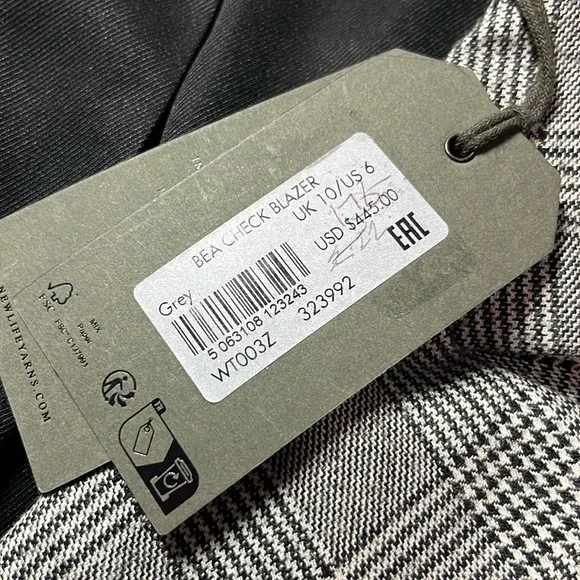 BEA CHECK BLAZER
UK 10/US 6
USD $445.00
Grey
5 063108 123243
WT003Z
323992
EAC
FSC
MIX
Paper
NEWLIFEYARNS.COM